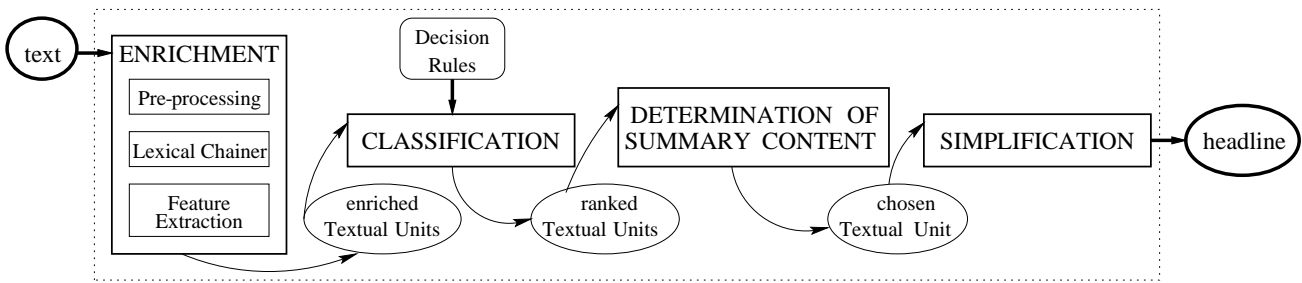 text
ENRICHMENT
Pre-processing
Lexical Chainer
Feature
Extraction
enriched
Textual Units
Decision
Rules
CLASSIFICATION
ranked
Textual Units
DETERMINATION OF
SUMMARY CONTENT
chosen
Textual Unit
SIMPLIFICATION
headline